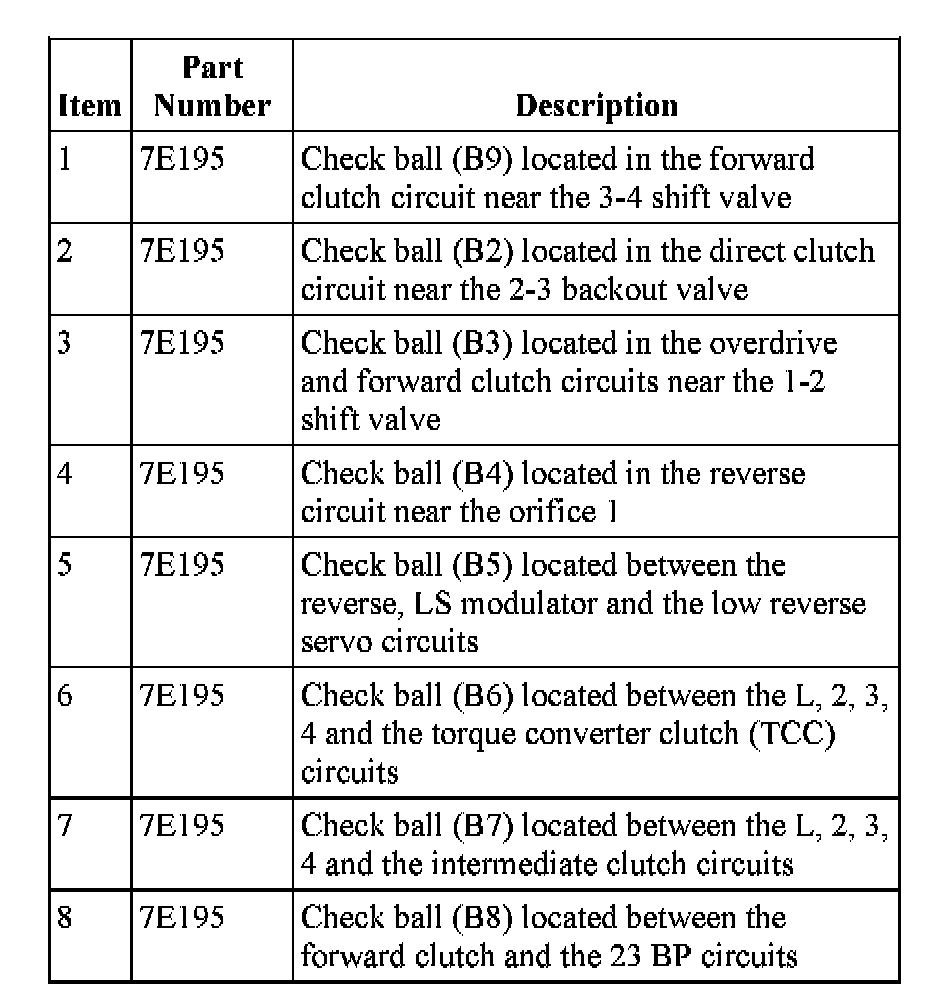 Item Part Number Description
1 7E195 Check ball (B9) located in the forward
clutch circuit near the 3-4 shift valve
2 7E195 Check ball (B2) located in the direct clutch
circuit near the 2-3 backout valve
3 7E195 Check ball (B3) located in the overdrive
and forward clutch circuits near the 1-2
shift valve
4 7E195 Check ball (B4) located in the reverse
circuit near the orifice 1
5 7E195 Check ball (B5) located between the
reverse, LS modulator and the low reverse
servo circuits
6 7E195 Check ball (B6) located between the L, 2, 3,
4 and the torque converter clutch (TCC)
circuits
7 7E195 Check ball (B7) located between the L, 2, 3,
4 and the intermediate clutch circuits
8 7E195 Check ball (B8) located between the
forward clutch and the 23 BP circuits